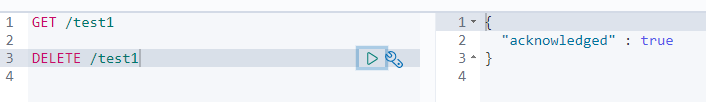 1 GET /test1
2
3 DELETE /test1
4
1 {
2 "acknowledged" : true
3 }
4